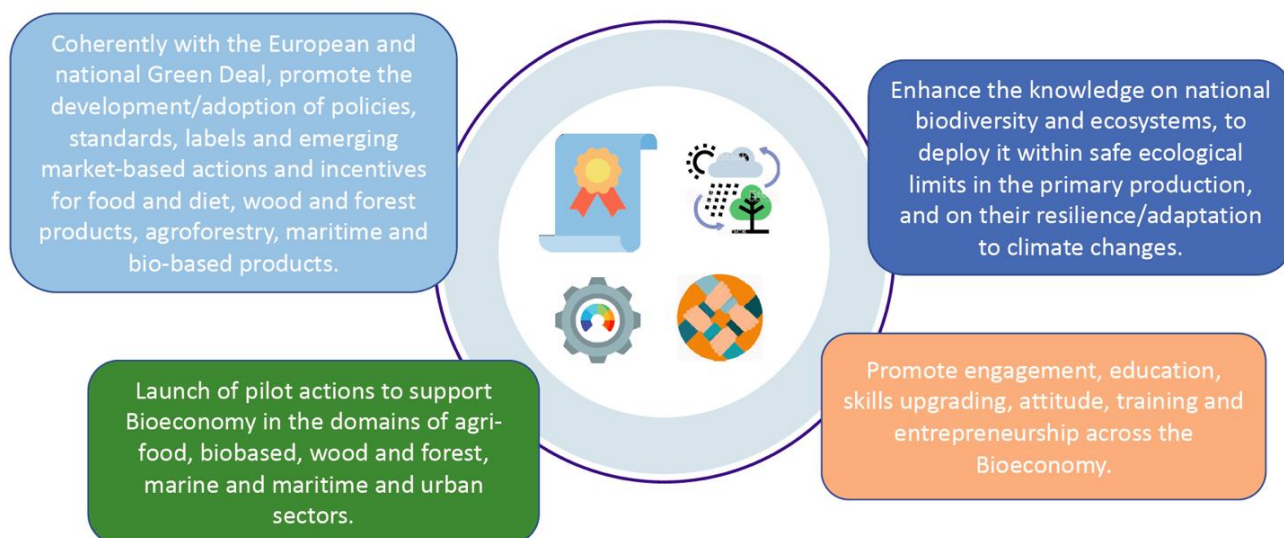 Coherently with the European and
national Green Deal, promote the
development/adoption of policies,
standards, labels and emerging
market-based actions and incentives
for food and diet, wood and forest
products, agroforestry, maritime and
bio-based products.
Enhance the knowledge on national
biodiversity and ecosystems, to
deploy it within safe ecological
limits in the primary production,
and on their resilience/adaptation
to climate changes.
Launch of pilot actions to support
Bioeconomy in the domains of agri-
food, biobased, wood and forest,
marine and maritime and urban
sectors.
Promote engagement, education,
skills upgrading, attitude, training and
entrepreneurship across the
Bioeconomy.